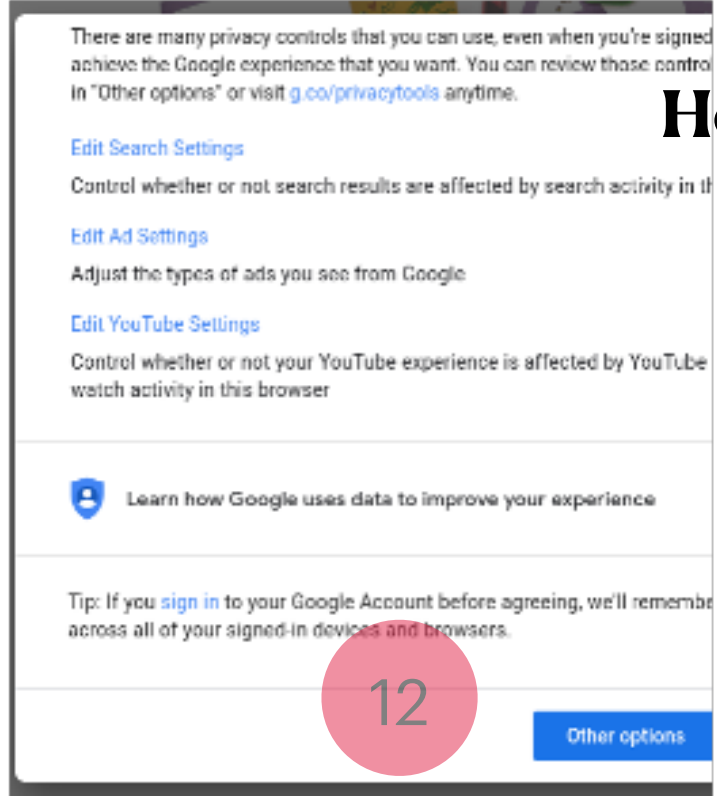 There are many privacy controls that you can use, even when you're signed
achieve the Google experience that you want. You can review those control
in "Other options" or visit g.co/privacytools anytime.
Edit Search Settings
Control whether or not search results are affected by search activity in th
Edit Ad Settings
Adjust the types of ads you see from Google
Edit YouTube Settings
Control whether or not your YouTube experience is affected by YouTube
watch activity in this browser
Learn how Google uses data to improve your experience
Tip: If you sign in to your Google Account before agreeing, we'll remembe
across all of your signed-in devices and browsers.
12
Other options